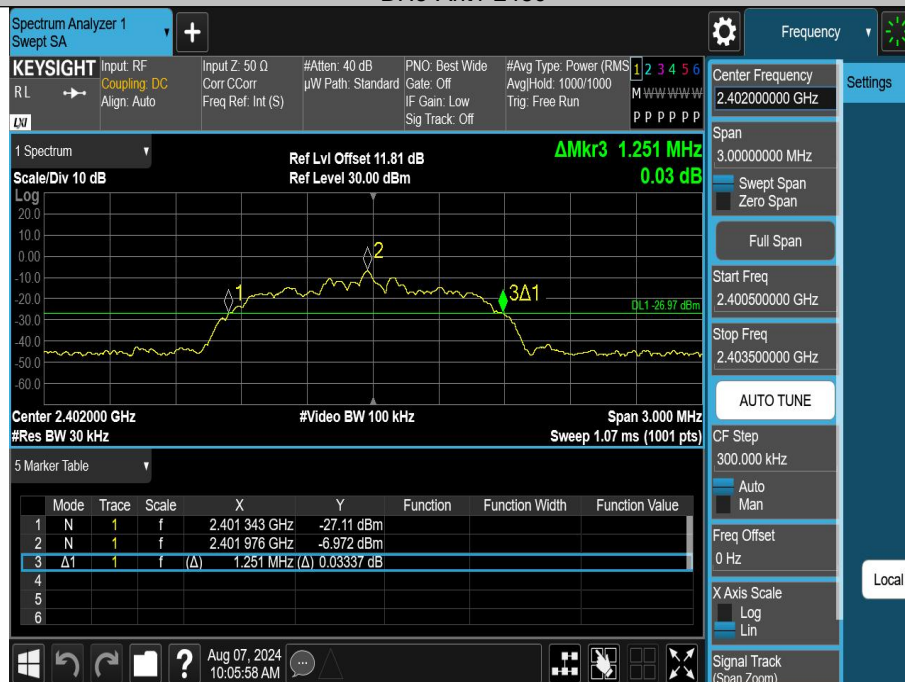 Spectrum Analyzer 1
Swept SA
+
Frequency
KEYSIGHT
RL
LXI
Input: RF
Coupling: DC
Align: Auto
Input Z: 50 Ω
Corr CCorr
Freq Ref: Int (S)
#Atten: 40 dB
µW Path: Standard
PNO: Best Wide
Gate: Off
IF Gain: Low
Sig Track: Off
#Avg Type: Power (RMS
Avg|Hold: 1000/1000
Trig: Free Run
1 2 3 4 5 6
M W W W W W
P P P P P P
1 Spectrum
Scale/Div 10 dB
Ref Lvl Offset 11.81 dB
Ref Level 30.00 dBm
ΔMkr3 1.251 MHz
0.03 dB
Log
20.0
10.0
0.00
-10.0
-20.0
-30.0
-40.0
-50.0
-60.0
1
2
3Δ1
DL1 -26.97 dBm
Center 2.402000 GHz
#Video BW 100 kHz
Span 3.000 MHz
#Res BW 30 kHz
Sweep 1.07 ms (1001 pts)
5 Marker Table
Mode Trace Scale X Y Function Function Width Function Value
1 N 1 f 2.401 343 GHz -27.11 dBm
2 N 1 f 2.401 976 GHz -6.972 dBm
3 Δ1 1 f (Δ) 1.251 MHz (Δ) 0.03337 dB
4
5
6
?
Aug 07, 2024
10:05:58 AM
Center Frequency
2.402000000 GHz
Settings
Span
3.00000000 MHz
Swept Span
Zero Span
Full Span
Start Freq
2.400500000 GHz
Stop Freq
2.403500000 GHz
AUTO TUNE
CF Step
300.000 kHz
Auto
Man
Freq Offset
0 Hz
Local
X Axis Scale
Log
Lin
Signal Track
(Span Zoom)